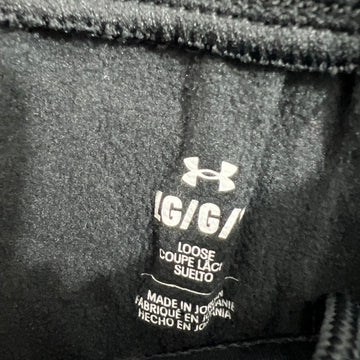 LG/G/
LOOSE
COUPE
SUELTO
MADE IN
FABRIQUÉ EN
HECHO EN